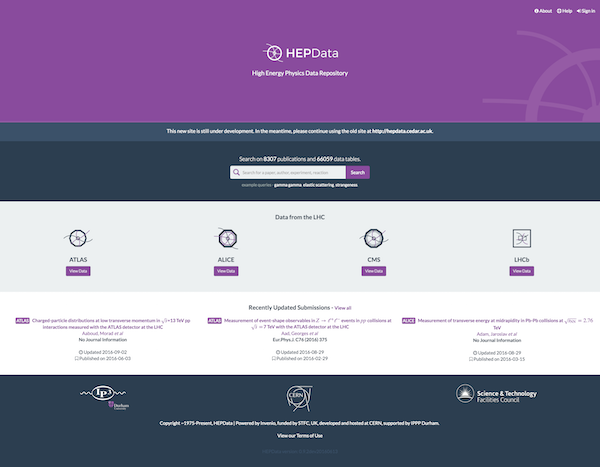 About Help Sign in
HEPData
High Energy Physics Data Repository
This new site is still under development. In the meantime, please continue using the old site at http://hepdata.cedar.ac.uk.
Search on 8307 publications and 66059 data tables.
Search for a paper, author, experiment, reaction Search
example queries - gamma gamma, elastic scattering, strangeness.
Data from the LHC
ATLAS ALICE CMS LHCb
View Data View Data View Data View Data
Recently Updated Submissions - View all
ATLAS Charged-particle distributions at low transverse momentum in √s=13 TeV pp
interactions measured with the ATLAS detector at the LHC
Aaboud, Morad et al
No Journal Information
Updated 2016-09-02
Published on 2016-06-03
ATLAS Measurement of event-shape observables in Z → ℓ+ℓ− events in pp collisions at
√s = 7 TeV with the ATLAS detector at the LHC
Aad, Georges et al
Eur.Phys.J. C76 (2016) 375
Updated 2016-08-29
Published on 2016-02-29
ALICE Measurement of transverse energy at midrapidity in Pb-Pb collisions at √sNN = 2.76
TeV
Adam, Jaroslav et al
No Journal Information
Updated 2016-08-29
Published on 2016-03-15
IP3
Durham
University
CERN
Science & Technology
Facilities Council
Copyright ~1975-Present, HEPData | Powered by Invenio, funded by STFC, UK, developed and hosted at CERN, supported by IPPP Durham.
View our Terms of Use